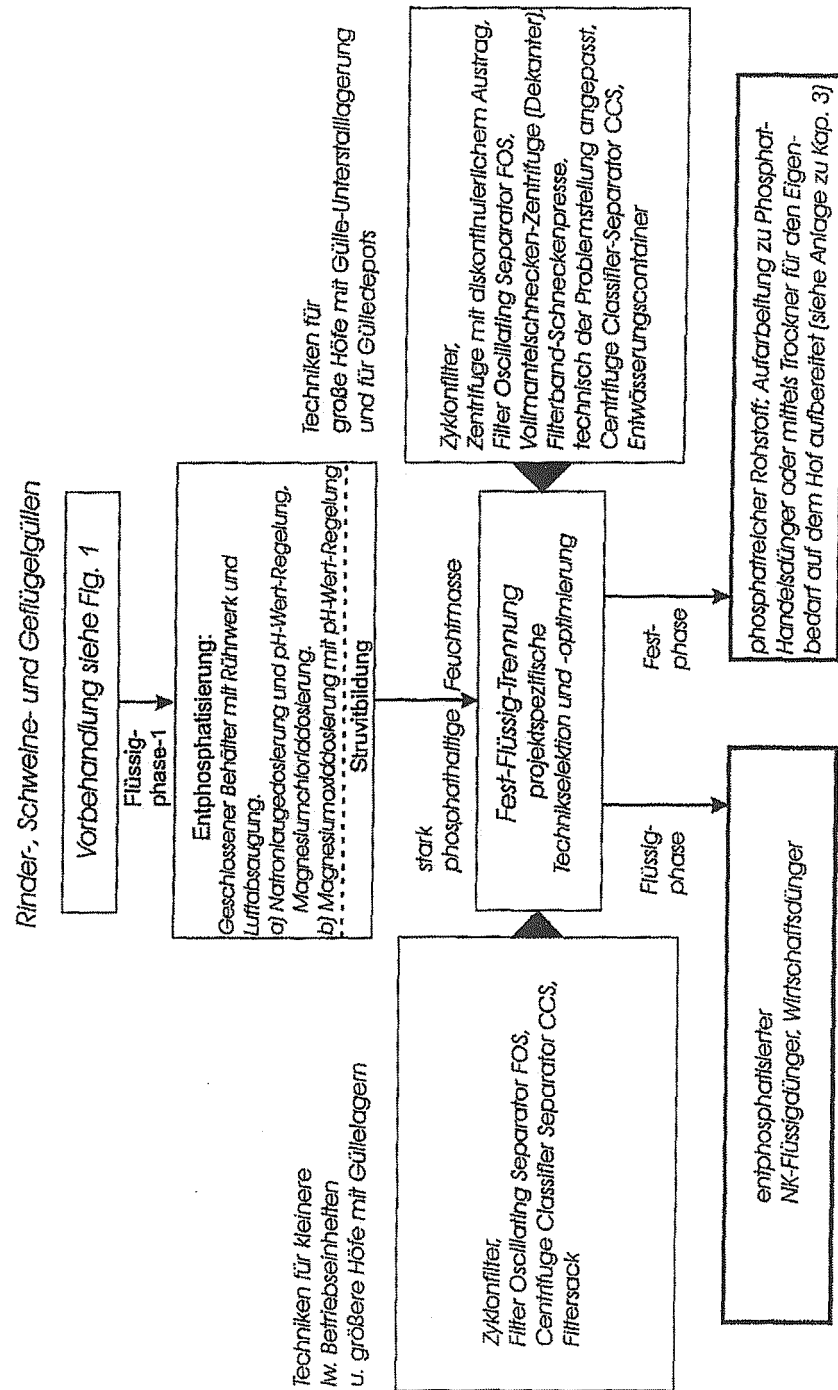 Rinder-, Schweine- und Geflügelgüllen
Vorbehandlung siehe Fig. 1
Flüssig-
phase-1
Entphosphatisierung:
Geschlossener Behälter mit Rührwerk und
Luftabsaugung.
a) Natronlaugedosierung und pH-Wert-Regelung,
Magnesiumchloriddosierung.
b) Magnesiumoxiddosierung mit pH-Wert-Regelung
Struvitbildung
stark
phosphathaltige Feuchtmasse
Techniken für kleinere
lw. Betriebseinheiten
u. größere Höfe mit Güllelagern
Zyklonfilter,
Filter Oscillating Separator FOS,
Centrifuge Classifier Separator CCS,
Filtersack
Fest-Flüssig-Trennung
projektspezifische
Technikselektion und -optimierung
Techniken für
große Höfe mit Gülle-Unterstalllagerung
und für Gülledepots
Zyklonfilter,
Zentrifuge mit diskontinuierlichem Austrag,
Filter Oscillating Separator FOS,
Vollmantelschnecken-Zentrifuge (Dekanter),
Filterband-Schneckenpresse,
technisch der Problemstellung angepasst,
Centrifuge Classifier-Separator CCS,
Entwässerungscontainer
Flüssig-
phase
Fest-
phase
entphosphatisierter
NK-Flüssigdünger, Wirtschaftsdünger
phosphatreicher Rohstoff: Aufarbeitung zu Phosphat-
Handelsdünger oder mittels Trockner für den Eigen-
bedarf auf dem Hof aufbereitet (siehe Anlage zu Kap. 3)